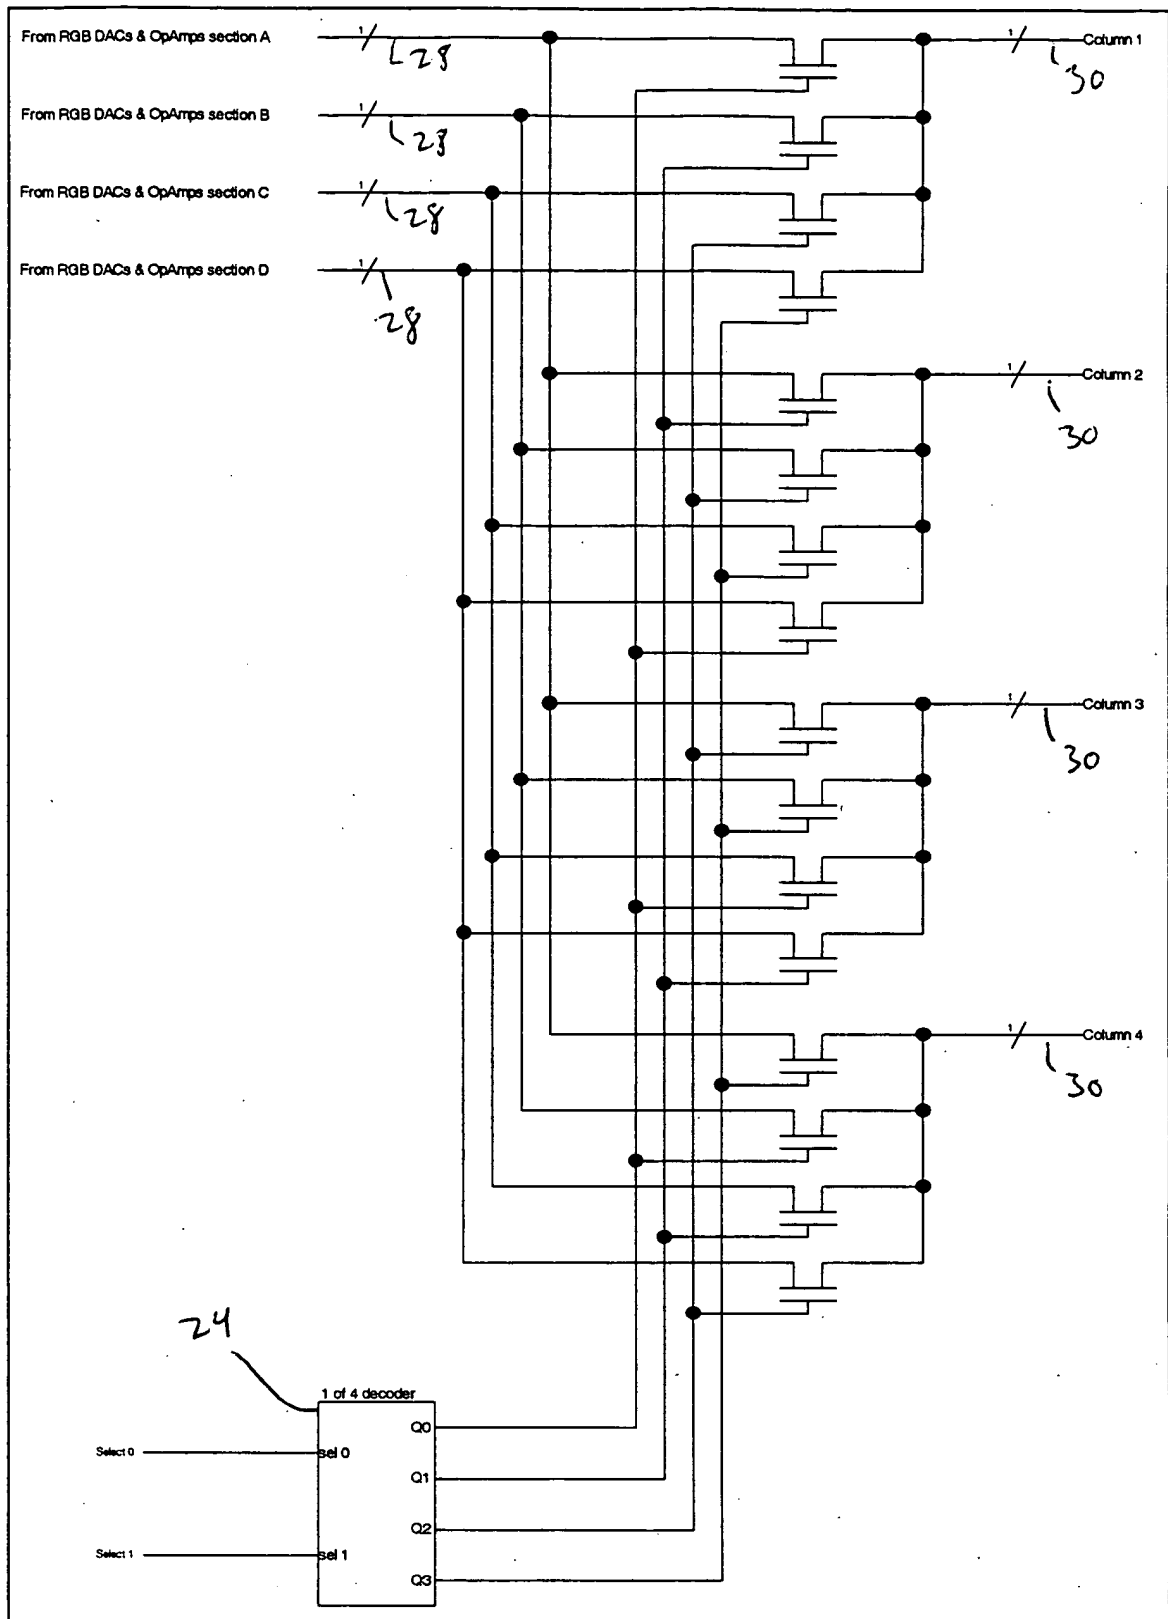 From RGB DACs & OpAmps section A 1 28 1 Column 1
30
From RGB DACs & OpAmps section B 1 28
From RGB DACs & OpAmps section C 1 28
From RGB DACs & OpAmps section D 1 28
1 Column 2
30
1 Column 3
30
1 Column 4
30
24
1 of 4 decoder
Q0
Select 0 sel 0
Q1
Q2
Select 1 sel 1
Q3